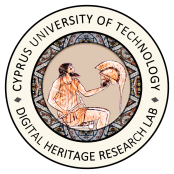 CYPRUS UNIVERSITY OF TECHNOLOGY
DIGITAL HERITAGE RESEARCH LAB